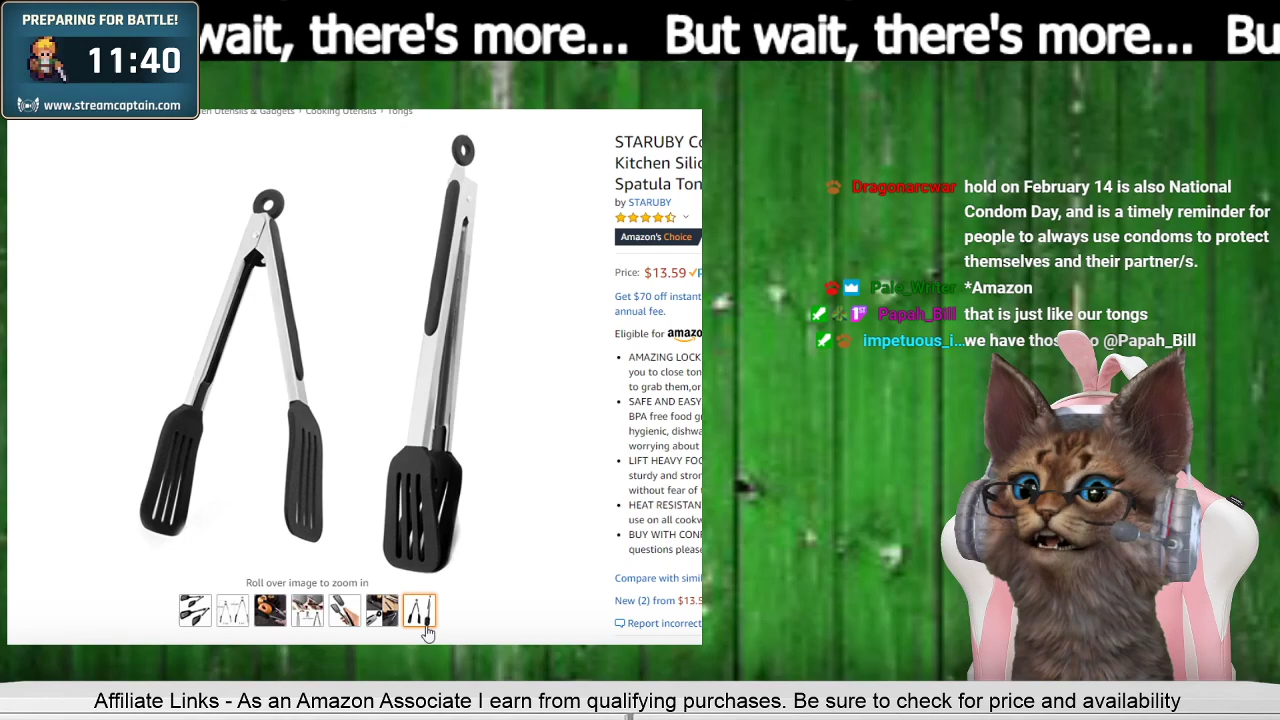 PREPARING FOR BATTLE!
11:40
www.streamcaptain.com
wait, there's more... But wait, there's more... Bu
Utensils & Gadgets › Cooking Utensils › Tongs
STARUBY Co
Kitchen Silic
Spatula Ton
by STARUBY
Amazon's Choice
Price: $13.59
Get $70 off instant
annual fee.
Eligible for amazo
AMAZING LOCK
you to close ton
to grab them,or
SAFE AND EASY
BPA free food g
hygienic, dishwa
worrying about
LIFT HEAVY FOO
sturdy and stron
without fear of
HEAT RESISTAN
use on all cookw
BUY WITH CONF
questions please
Compare with simil
New (2) from $13.5
Report incorrect
Roll over image to zoom in
Dragonarcwar hold on February 14 is also National
Condom Day, and is a timely reminder for
people to always use condoms to protect
themselves and their partner/s.
Pale_Writer *Amazon
Papah_Bill that is just like our tongs
impetuous_i... we have thos o @Papah_Bill
Affiliate Links - As an Amazon Associate I earn from qualifying purchases. Be sure to check for price and availability